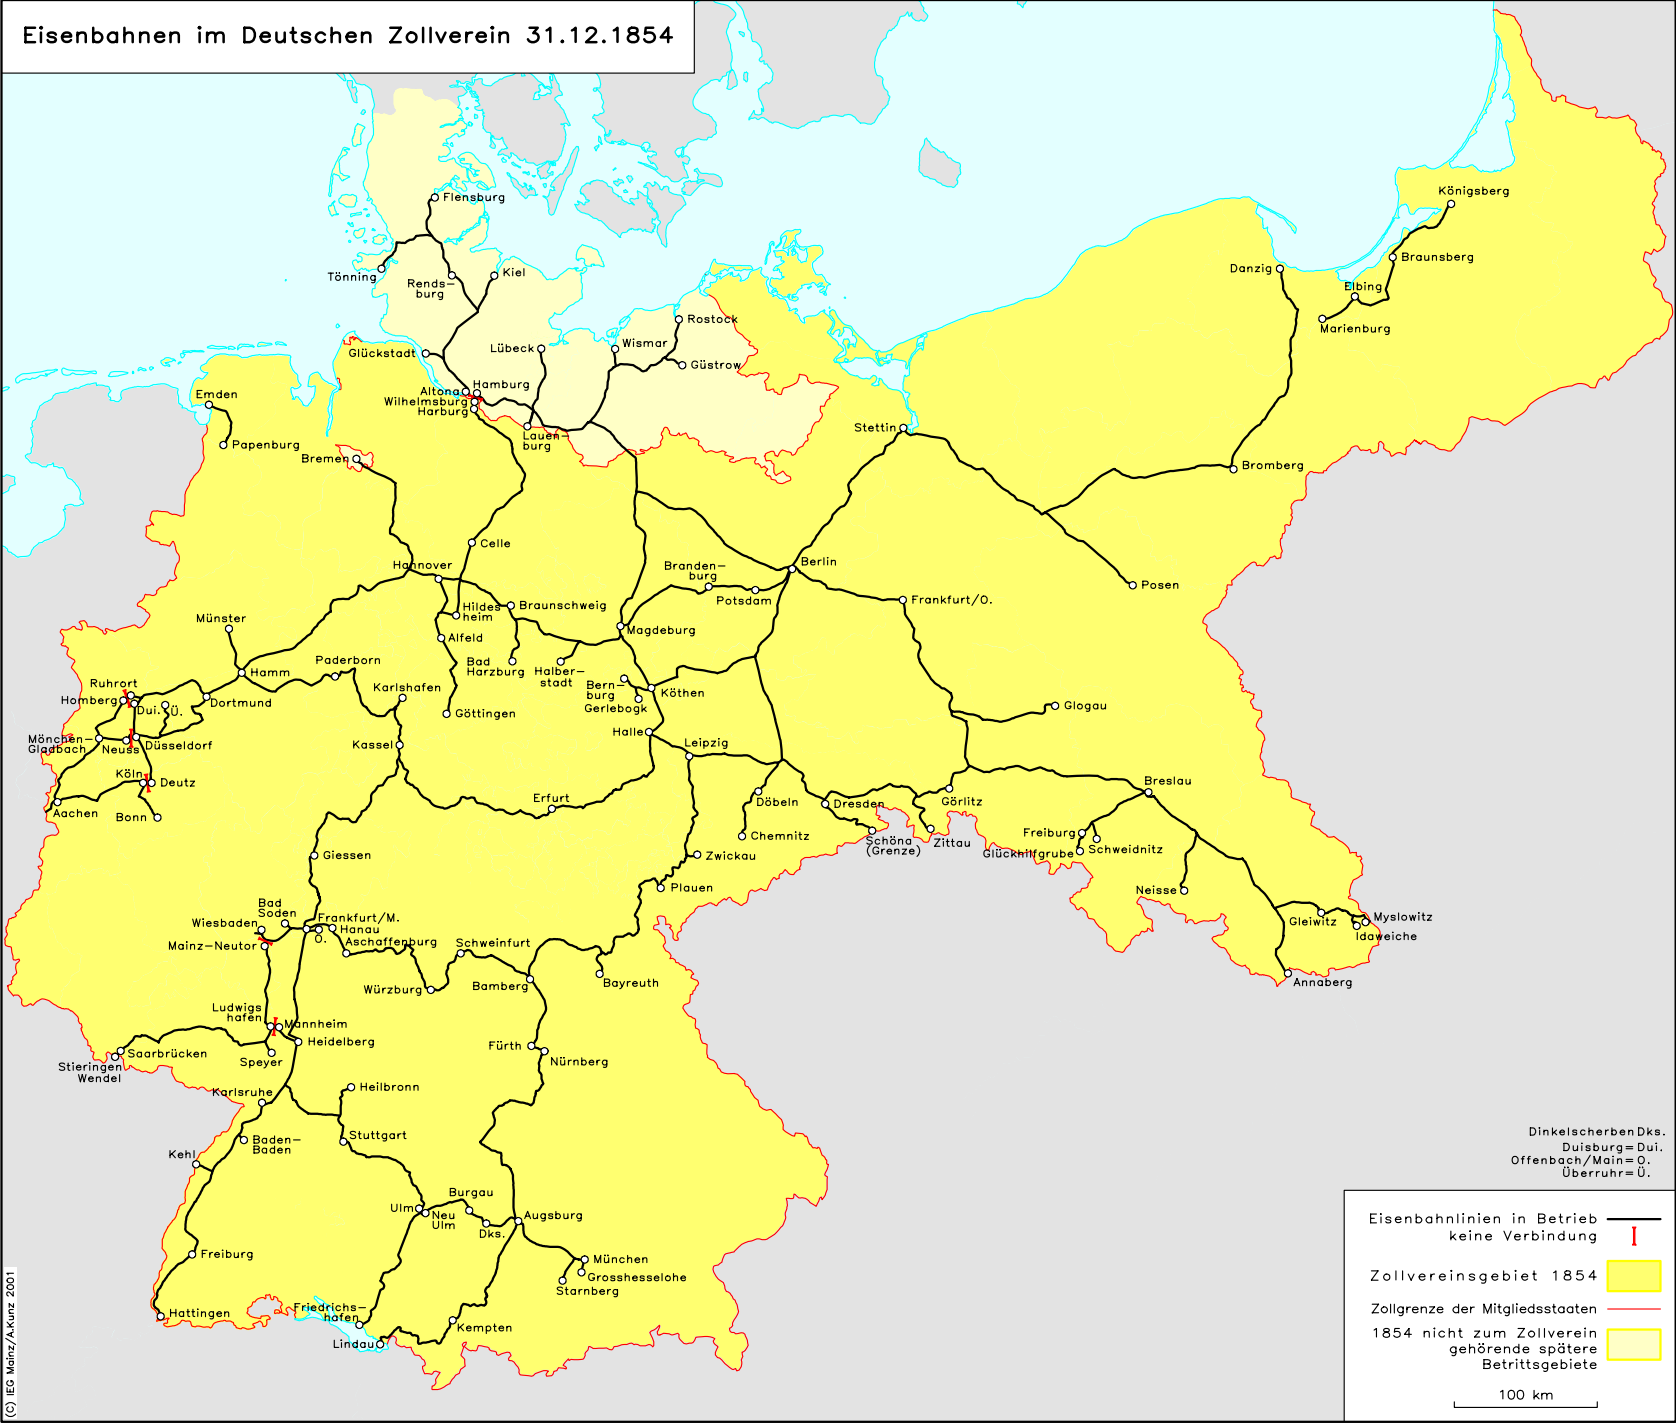 Eisenbahnen im Deutschen Zollverein 31.12.1854
Flensburg
Tönning
Rends-
burg
Kiel
Königsberg
Braunsberg
Danzig
Elbing
Marienburg
Rostock
Wismar
Lübeck
Glückstadt
Güstrow
Hamburg
Altona
Wilhelmsburg
Harburg
Emden
Papenburg
Lauen-
burg
Stettin
Bremen
Bromberg
Celle
Hannover
Berlin
Branden-
burg
Potsdam
Posen
Frankfurt/O.
Hildes
heim
Braunschweig
Münster
Magdeburg
Alfeld
Bad
Harzburg
Halber-
stadt
Paderborn
Hamm
Bern-
burg
Gerlebogk
Köthen
Ruhrort
Homberg
Dui.
Ü.
Dortmund
Karlshafen
Göttingen
Glogau
Mönchen-
Gladbach
Neuss
Düsseldorf
Kassel
Halle
Leipzig
Köln
Deutz
Aachen
Bonn
Erfurt
Döbeln
Dresden
Görlitz
Breslau
Chemnitz
Schöna
(Grenze)
Zittau
Freiburg
Glückhilfgrube
Schweidnitz
Giessen
Zwickau
Plauen
Neisse
Bad
Soden
Wiesbaden
Frankfurt/M.
Hanau
O.
Mainz-Neutor
Aschaffenburg
Schweinfurt
Gleiwitz
Myslowitz
Idaweiche
Würzburg
Bamberg
Bayreuth
Annaberg
Ludwigs
hafen
Mannheim
Heidelberg
Saarbrücken
Stieringen
Wendel
Speyer
Fürth
Nürnberg
Karlsruhe
Heilbronn
Baden-
Baden
Stuttgart
Kehl
Ulm
Neu
Ulm
Burgau
Dks.
Augsburg
Freiburg
München
Grosshesselohe
Starnberg
Hattingen
Friedrichs-
hafen
Lindau
Kempten
Dinkelscherben Dks.
Duisburg=Dui.
Offenbach/Main=O.
Überruhr=Ü.
Eisenbahnlinien in Betrieb
keine Verbindung
Zollvereinsgebiet 1854
Zollgrenze der Mitgliedsstaaten
1854 nicht zum Zollverein
gehörende spätere
Betrittsgebiete
100 km
(C) IEG Mainz/A.Kunz 2001